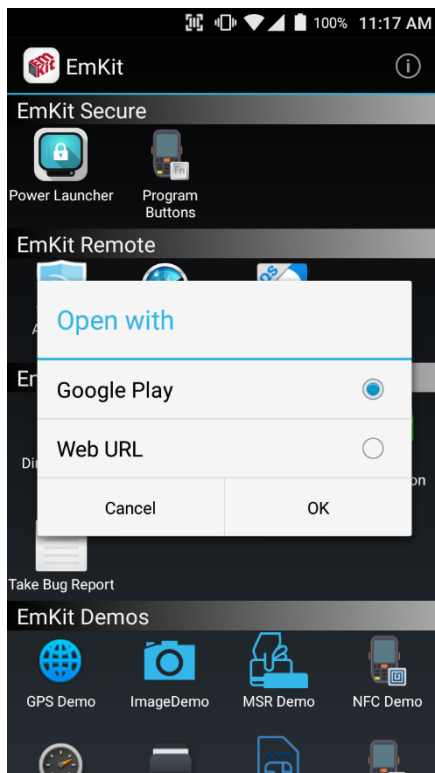 100% 11:17 AM
EmKit
EmKit Secure
Power Launcher
Program
Buttons
Fn
EmKit Remote
Open with
Google Play
Web URL
Cancel
OK
Take Bug Report
EmKit Demos
GPS Demo
ImageDemo
MSR Demo
NFC Demo